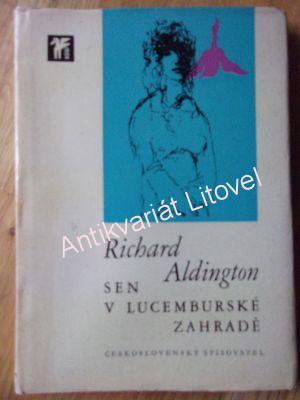 Antikvariát Litovel
Richard
Aldington
SEN
V LUCEMBURSKÉ
ZAHRADĚ
ČESKOSLOVENSKÝ SPISOVATEL